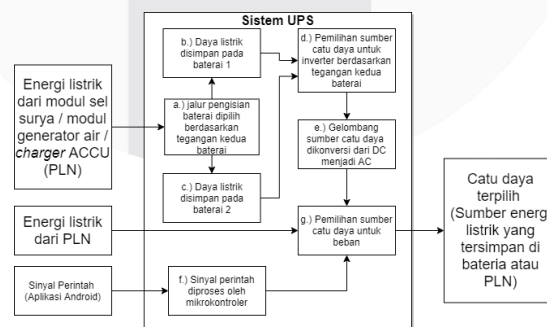 Sistem UPS
b.) Daya listrik
disimpan pada
baterai 1
d.) Pemilihan sumber
catu daya untuk
inverter berdasarkan
tegangan kedua
baterai
Energi listrik
dari modul sel
surya / modul
generator air /
charger ACCU
(PLN)
a.) jalur pengisian
baterai dipilih
berdasarkan
tegangan kedua
baterai
e.) Gelombang
sumber catu daya
dikonversi dari DC
menjadi AC
c.) Daya listrik
disimpan pada
baterai 2
Energi listrik
dari PLN
g.) Pemilihan sumber
catu daya untuk
beban
Catu daya
terpilih
(Sumber energi
listrik yang
tersimpan di
bateria atau
PLN)
Sinyal Perintah
(Aplikasi Android)
f.) Sinyal perintah
diproses oleh
mikrokontroler